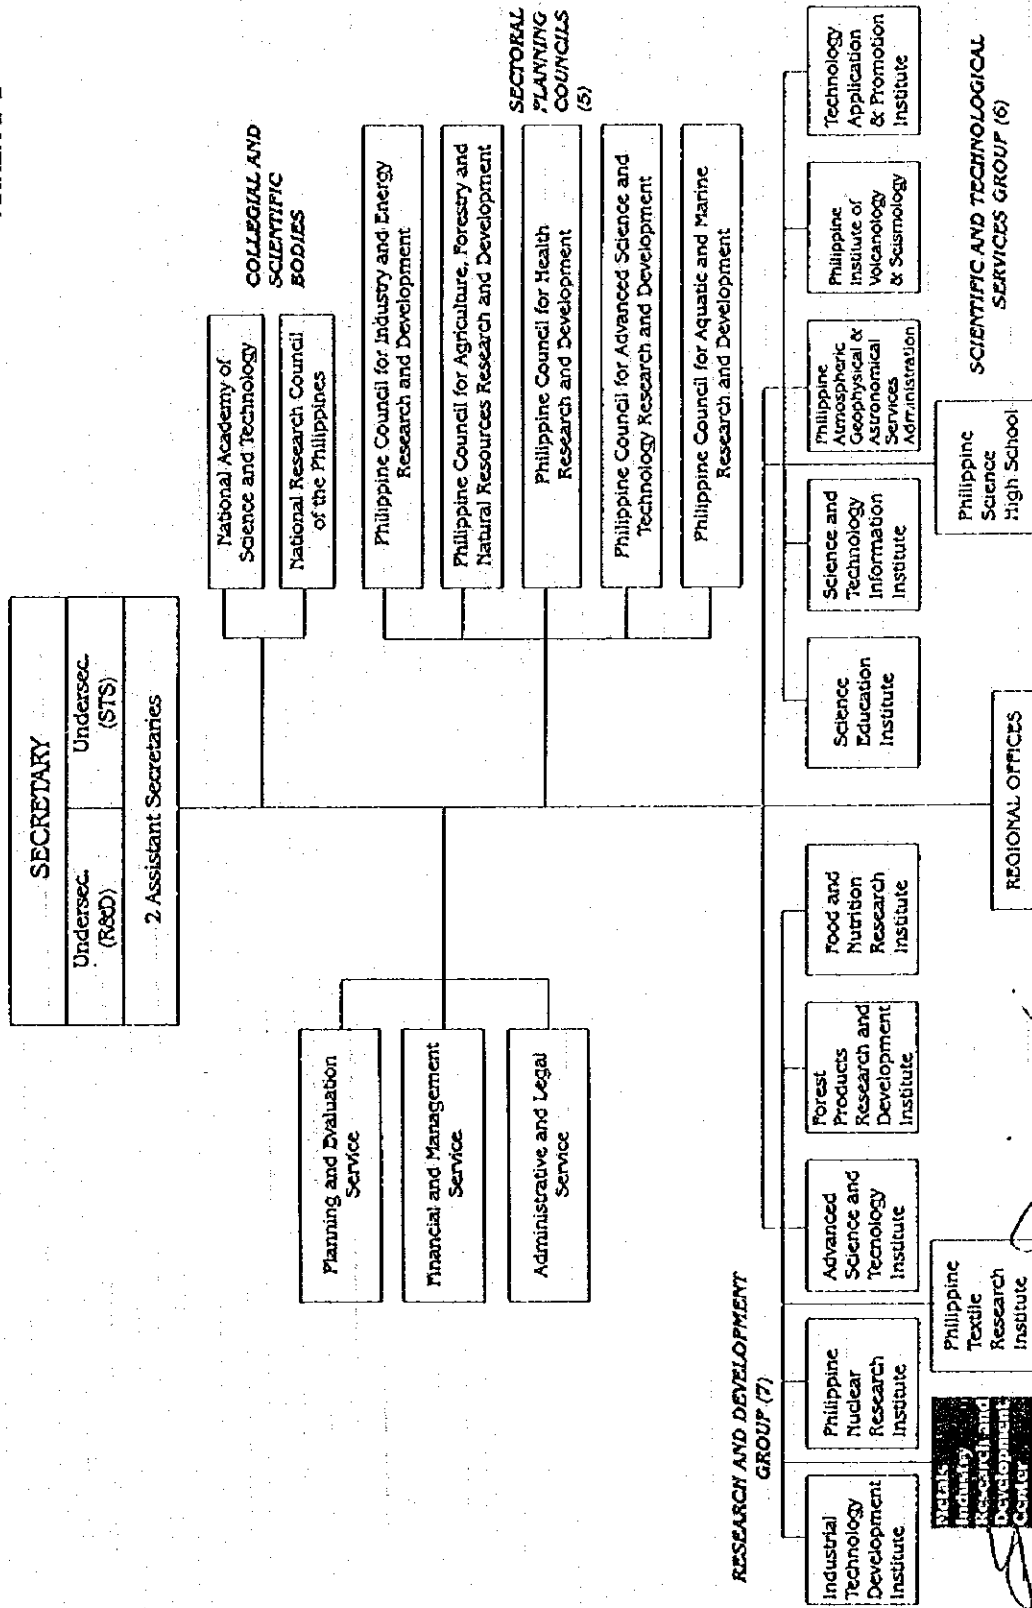 SECRETARY
Undersec.
(R&D)
Undersec.
(STS)
2 Assistant Secretaries
COLLEGIAL AND
SCIENTIFIC
BODIES
National Academy of
Science and Technology
National Research Council
of the Philippines
Planning and Evaluation
Service
Financial and Management
Service
Administrative and Legal
Service
SECTORAL
PLANNING
COUNCILS
(5)
Philippine Council for Industry and Energy
Research and Development
Philippine Council for Agriculture, Forestry and
Natural Resources Research and Development
Philippine Council for Health
Research and Development
Philippine Council for Advanced Science and
Technology Research and Development
Philippine Council for Aquatic and Marine
Research and Development
RESEARCH AND DEVELOPMENT
GROUP (7)
Industrial
Technology
Development
Institute
Philippine
Nuclear
Research
Institute
Advanced
Science and
Tecnology
Institute
Forest
Products
Research and
Development
Institute
Food and
Nutrition
Research
Institute
Science
Education
Institute
Science and
Technology
Information
Institute
Philippine
Atmospheric
Geophysical &
Astronomical
Services
Administration
Philippine
Institute of
Volcanology
& Seismology
Technology
Application
& Promotion
Institute
Metals
Industry
Research and
Development
Center
Philippine
Textile
Research
Institute
REGIONAL OFFICES
Philippine
Science
High School
SCIENTIFIC AND TECHNOLOGICAL
SERVICES GROUP (6)